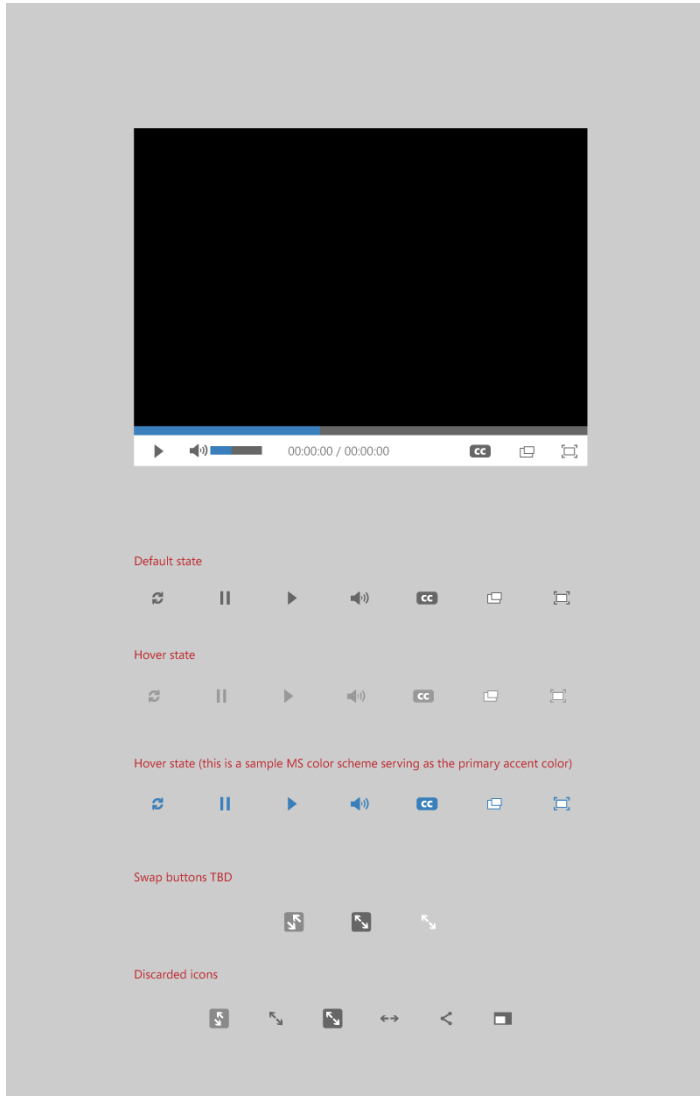 00:00:00 / 00:00:00 CC
Default state
CC
Hover state
CC
Hover state (this is a sample MS color scheme serving as the primary accent color)
CC
Swap buttons TBD
Discarded icons